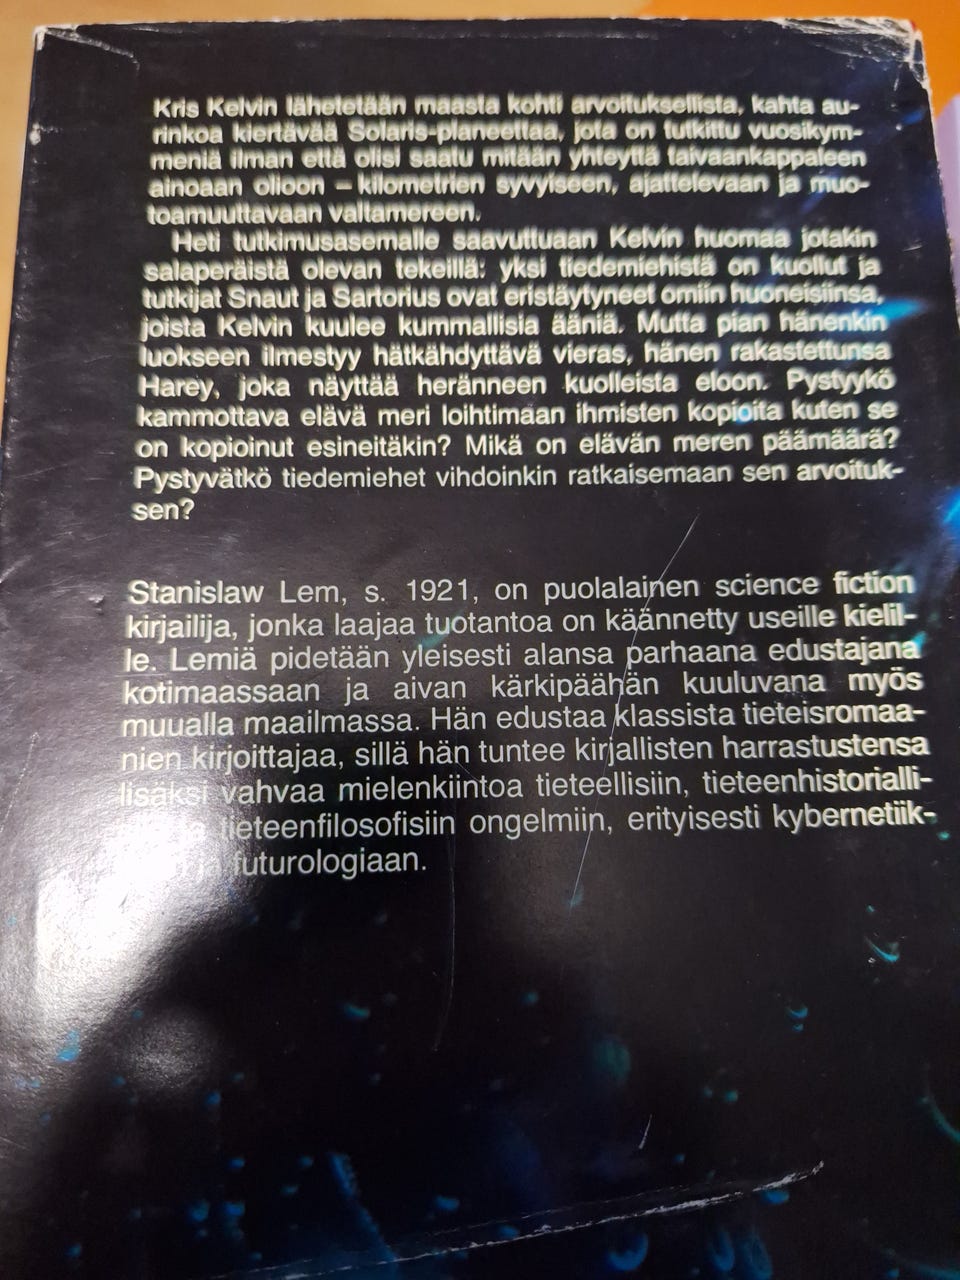 Kris Kelvin lähetetään maasta kohti arvoituksellista, kahta au-
rinkoa kiertävää Solaris-planeettaa, jota on tutkittu vuosikym-
meniä ilman että olisi saatu mitään yhteyttä taivaankappaleen
ainoaan olioon – kilometrien syvyiseen, ajattelevaan ja muo-
toamuuttavaan valtamereen.
Heti tutkimusasemalle saavuttuaan Kelvin huomaa jotakin
salaperäistä olevan tekeillä: yksi tiedemiehistä on kuollut ja
tutkijat Snaut ja Sartorius ovat eristäytyneet omiin huoneisiinsa,
joista Kelvin kuulee kummallisia ääniä. Mutta pian hänenkin
luokseen ilmestyy hätkähdyttävä vieras, hänen rakastettunsa
Harey, joka näyttää heränneen kuolleista eloon. Pystyykö
kammottava elävä meri loihtimaan ihmisten kopioita kuten se
on kopioinut esineitäkin? Mikä on elävän meren päämäärä?
Pystyvätkö tiedemiehet vihdoinkin ratkaisemaan sen arvoituk-
sen?
Stanislaw Lem, s. 1921, on puolalainen science fiction
kirjailija, jonka laajaa tuotantoa on käännetty useille kielil-
le. Lemiä pidetään yleisesti alansa parhaana edustajana
kotimaassaan ja aivan kärkipäähän kuuluvana myös
muualla maailmassa. Hän edustaa klassista tieteisromaa-
nien kirjoittajaa, sillä hän tuntee kirjallisten harrastustensa
lisäksi vahvaa mielenkiintoa tieteellisiin, tieteenhistorialli-
tieteenfilosofisiin ongelmiin, erityisesti kybernetiik-
ja futurologiaan.